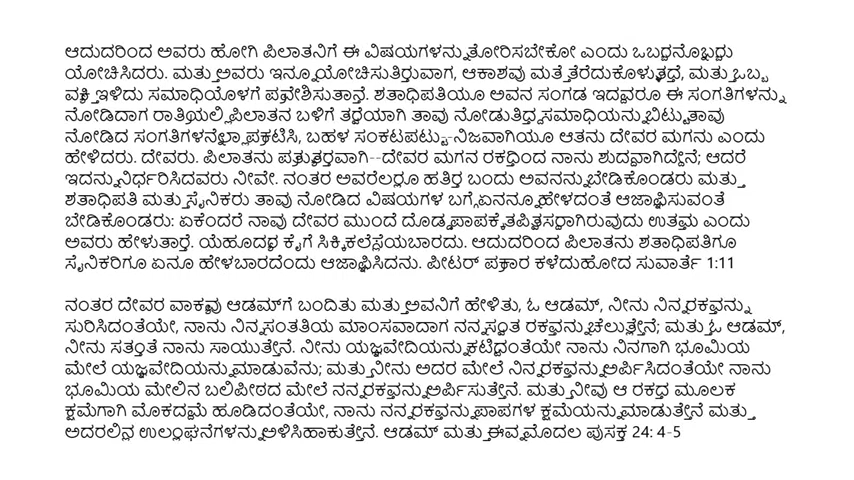 ಆದುದರಿಂದ ಅವರು ಹೋಗಿ ಪಿಲಾತನಿಗೆ ಈ ವಿಷಯಗಳನ್ನು ತೋರಿಸಬೇಕೋ ಎಂದು ಒಬ್ಬರನ್ನೊಬ್ಬರು
ಯೋಚಿಸಿದರು. ಮತ್ತು ಅವರು ಇನ್ನೂ ಯೋಚಿಸುತ್ತಿರುವಾಗ, ಆಕಾಶವು ಮತ್ತೆ ತೆರೆದುಕೊಳ್ಳುತ್ತದೆ, ಮತ್ತು ಒಬ್ಬ
ವ್ಯಕ್ತಿ ಇಳಿದು ಸಮಾಧಿಯೊಳಗೆ ಪ್ರವೇಶಿಸುತ್ತಾನೆ. ಶತಾಧಿಪತಿಯೂ ಅವನ ಸಂಗಡ ಇದ್ದವರೂ ಈ ಸಂಗತಿಗಳನ್ನು
ನೋಡಿದಾಗ ರಾತ್ರಿಯಲ್ಲಿ ಪಿಲಾತನ ಬಳಿಗೆ ತ್ವರೆಯಾಗಿ ತಾವು ನೋಡುತ್ತಿದ್ದ ಸಮಾಧಿಯನ್ನು ಬಿಟ್ಟು ತಾವು
ನೋಡಿದ ಸಂಗತಿಗಳನ್ನೆಲ್ಲಾ ಪ್ರಕಟಿಸಿ, ಬಹಳ ಸಂಕಟಪಟ್ಟು--ನಿಜವಾಗಿಯೂ ಆತನು ದೇವರ ಮಗನು ಎಂದು
ಹೇಳಿದರು. ದೇವರು. ಪಿಲಾತನು ಪ್ರತ್ಯುತ್ತರವಾಗಿ--ದೇವರ ಮಗನ ರಕ್ತದಿಂದ ನಾನು ಶುದ್ಧವಾಗಿದ್ದೇನೆ; ಆದರೆ
ಇದನ್ನು ನಿರ್ಧರಿಸಿದವರು ನೀವೇ. ನಂತರ ಅವರೆಲ್ಲರೂ ಹತ್ತಿರ ಬಂದು ಅವನನ್ನು ಬೇಡಿಕೊಂಡರು ಮತ್ತು
ಶತಾಧಿಪತಿ ಮತ್ತು ಸೈನಿಕರು ತಾವು ನೋಡಿದ ವಿಷಯಗಳ ಬಗ್ಗೆ ಏನನ್ನೂ ಹೇಳದಂತೆ ಆಜ್ಞಾಪಿಸುವಂತೆ
ಬೇಡಿಕೊಂಡರು: ಏಕೆಂದರೆ ನಾವು ದೇವರ ಮುಂದೆ ದೊಡ್ಡ ಪಾಪಕ್ಕೆ ತಪ್ಪಿತಸ್ಥರಾಗಿರುವುದು ಉತ್ತಮ ಎಂದು
ಅವರು ಹೇಳುತ್ತಾರೆ. ಯೆಹೂದ್ಯರ ಕೈಗೆ ಸಿಕ್ಕಿ ಕಲ್ಲೆಸೆಯಬಾರದು. ಆದುದರಿಂದ ಪಿಲಾತನು ಶತಾಧಿಪತಿಗೂ
ಸೈನಿಕರಿಗೂ ಏನೂ ಹೇಳಬಾರದೆಂದು ಆಜ್ಞಾಪಿಸಿದನು. ಪೀಟರ್ ಪ್ರಕಾರ ಕಳೆದುಹೋದ ಸುವಾರ್ತೆ 1:11

ನಂತರ ದೇವರ ವಾಕ್ಯವು ಆಡಮ್‌ಗೆ ಬಂದಿತು ಮತ್ತು ಅವನಿಗೆ ಹೇಳಿತು, ಓ ಆಡಮ್, ನೀನು ನಿನ್ನ ರಕ್ತವನ್ನು
ಸುರಿಸಿದಂತೆಯೇ, ನಾನು ನಿನ್ನ ಸಂತತಿಯ ಮಾಂಸವಾದಾಗ ನನ್ನ ಸ್ವಂತ ರಕ್ತವನ್ನು ಚೆಲ್ಲುತ್ತೇನೆ; ಮತ್ತು ಓ ಆಡಮ್,
ನೀನು ಸತ್ತಂತೆ ನಾನು ಸಾಯುತ್ತೇನೆ. ನೀನು ಯಜ್ಞವೇದಿಯನ್ನು ಕಟ್ಟಿದ್ದಂತೆಯೇ ನಾನು ನಿನಗಾಗಿ ಭೂಮಿಯ
ಮೇಲೆ ಯಜ್ಞವೇದಿಯನ್ನು ಮಾಡುವೆನು; ಮತ್ತು ನೀನು ಅದರ ಮೇಲೆ ನಿನ್ನ ರಕ್ತವನ್ನು ಅರ್ಪಿಸಿದಂತೆಯೇ ನಾನು
ಭೂಮಿಯ ಮೇಲಿನ ಬಲಿಪೀಠದ ಮೇಲೆ ನನ್ನ ರಕ್ತವನ್ನು ಅರ್ಪಿಸುತ್ತೇನೆ. ಮತ್ತು ನೀವು ಆ ರಕ್ತದ ಮೂಲಕ
ಕ್ಷಮೆಗಾಗಿ ಮೊಕದ್ದಮೆ ಹೂಡಿದಂತೆಯೇ, ನಾನು ನನ್ನ ರಕ್ತವನ್ನು ಪಾಪಗಳ ಕ್ಷಮೆಯನ್ನು ಮಾಡುತ್ತೇನೆ ಮತ್ತು
ಅದರಲ್ಲಿನ ಉಲ್ಲಂಘನೆಗಳನ್ನು ಅಳಿಸಿಹಾಕುತ್ತೇನೆ. ಆಡಮ್ ಮತ್ತು ಈವ್ನ ಮೊದಲ ಪುಸ್ತಕ 24: 4-5